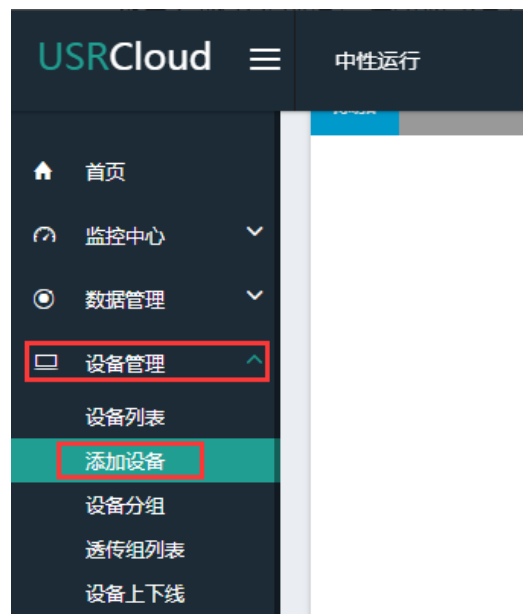 USRCloud
中性运行
首页
监控中心
数据管理
设备管理
设备列表
添加设备
设备分组
透传组列表
设备上下线